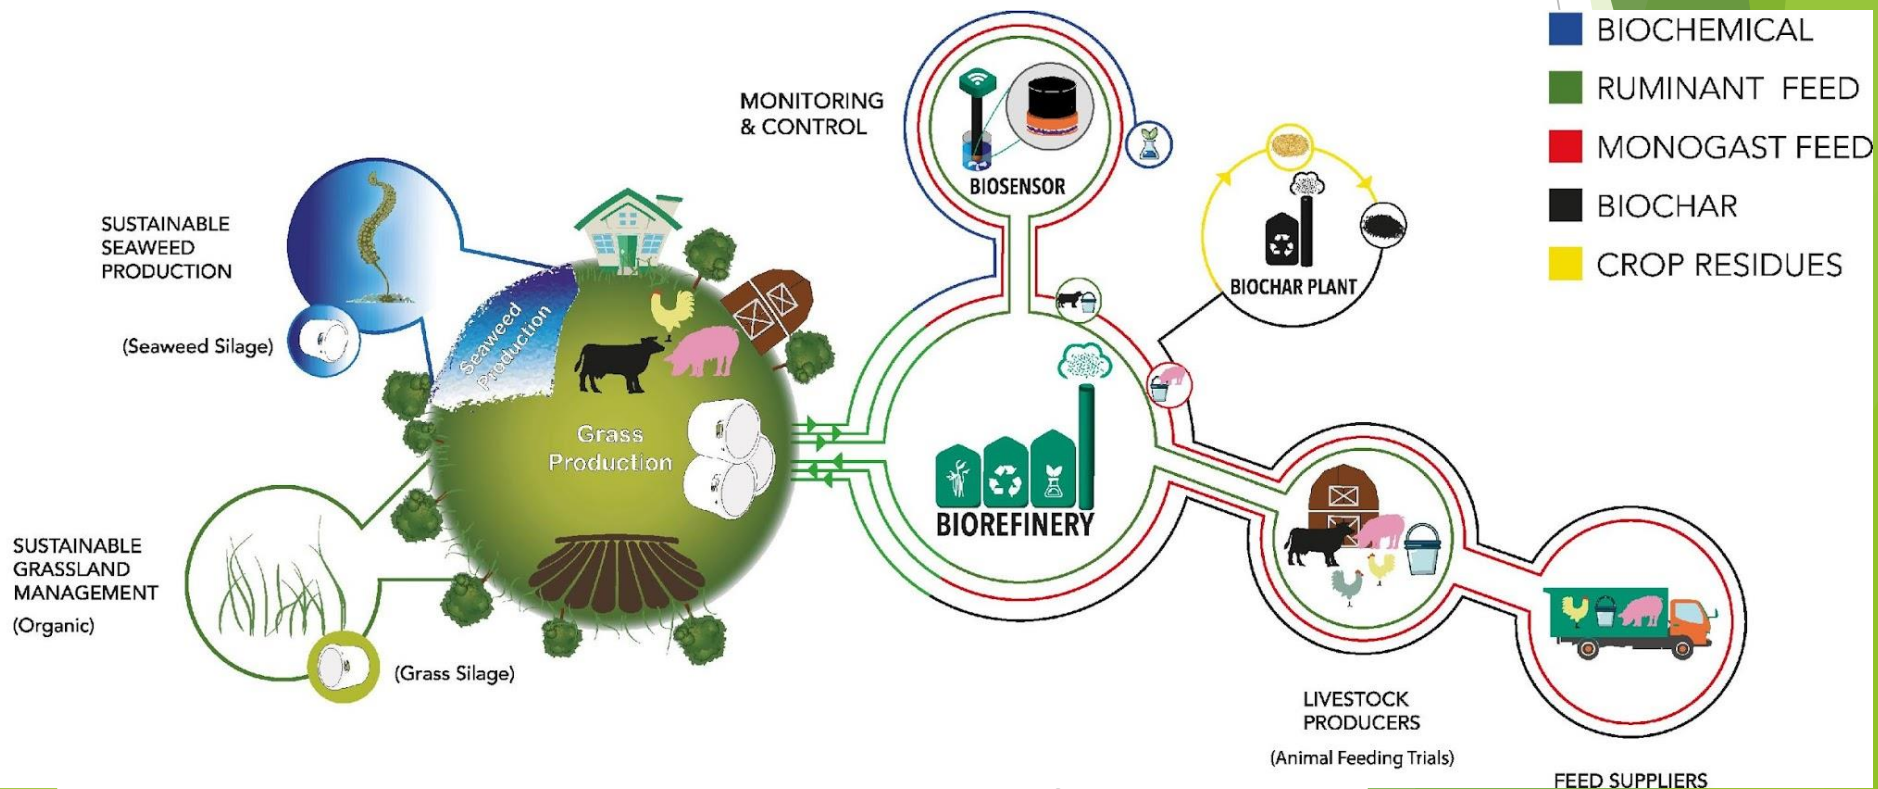 MONITORING
& CONTROL
BIOSENSOR
BIOCHEMICAL
RUMINANT FEED
MONOGAST FEED
BIOCHAR
CROP RESIDUES
BIOCHAR PLANT
SUSTAINABLE
SEAWEED
PRODUCTION
(Seaweed Silage)
Seaweed
Production
Grass
Production
BIOREFINERY
SUSTAINABLE
GRASSLAND
MANAGEMENT
(Organic)
(Grass Silage)
LIVESTOCK
PRODUCERS
(Animal Feeding Trials)
FEED SUPPLIERS